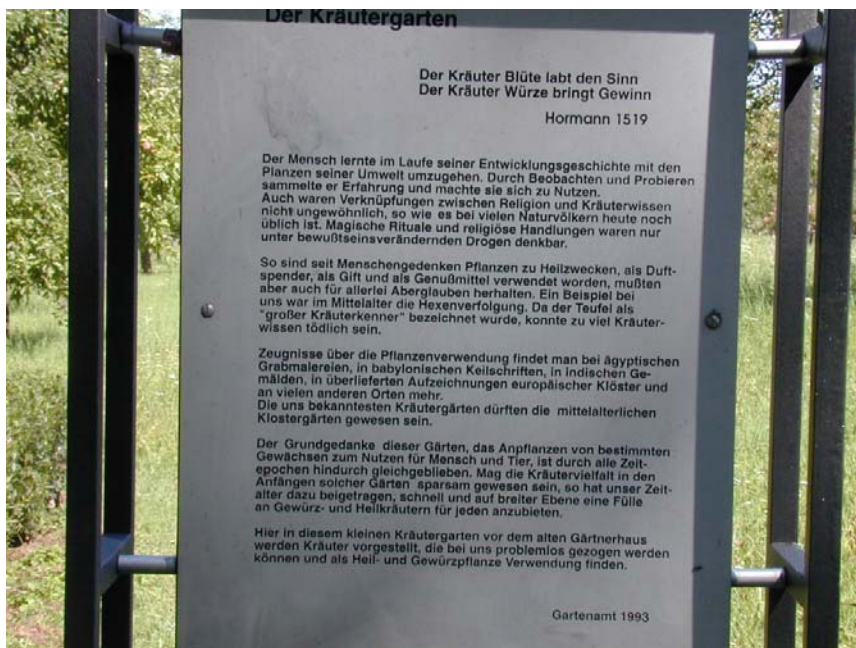 Der Kräutergarten
Der Kräuter Blüte labt den Sinn
Der Kräuter Würze bringt Gewinn
Hormann 1519
Der Mensch lernte im Laufe seiner Entwicklungsgeschichte mit den
Planzen seiner Umwelt umzugehen. Durch Beobachten und Probieren
sammelte er Erfahrung und machte sie sich zu Nutzen.
Auch waren Verknüpfungen zwischen Religion und Kräuterwissen
nicht ungewöhnlich, so wie es bei vielen Naturvölkern heute noch
üblich ist. Magische Rituale und religiöse Handlungen waren nur
unter bewußtseinsverändernden Drogen denkbar.
So sind seit Menschengedenken Pflanzen zu Heilzwecken, als Duft-
spender, als Gift und als Genußmittel verwendet worden, mußten
aber auch für allerlei Aberglauben herhalten. Ein Beispiel bei
uns war im Mittelalter die Hexenverfolgung. Da der Teufel als
"großer Kräuterkenner" bezeichnet wurde, konnte zu viel Kräuter-
wissen tödlich sein.
Zeugnisse über die Pflanzenverwendung findet man bei ägyptischen
Grabmalereien, in babylonischen Keilschriften, in indischen Ge-
mälden, in überlieferten Aufzeichnungen europäischer Klöster und
an vielen anderen Orten mehr.
Die uns bekanntesten Kräutergärten dürften die mittelalterlichen
Klostergärten gewesen sein.
Der Grundgedanke dieser Gärten, das Anpflanzen von bestimmten
Gewächsen zum Nutzen für Mensch und Tier, ist durch alle Zeit-
epochen hindurch gleichgeblieben. Mag die Kräutervielfalt in den
Anfängen solcher Gärten sparsam gewesen sein, so hat unser Zeit-
alter dazu beigetragen, schnell und auf breiter Ebene eine Fülle
an Gewürz- und Heilkräutern für jeden anzubieten.
Hier in diesem kleinen Kräutergarten vor dem alten Gärtnerhaus
werden Kräuter vorgestellt, die bei uns problemlos gezogen werden
können und als Heil- und Gewürzpflanze Verwendung finden.
Gartenamt 1993